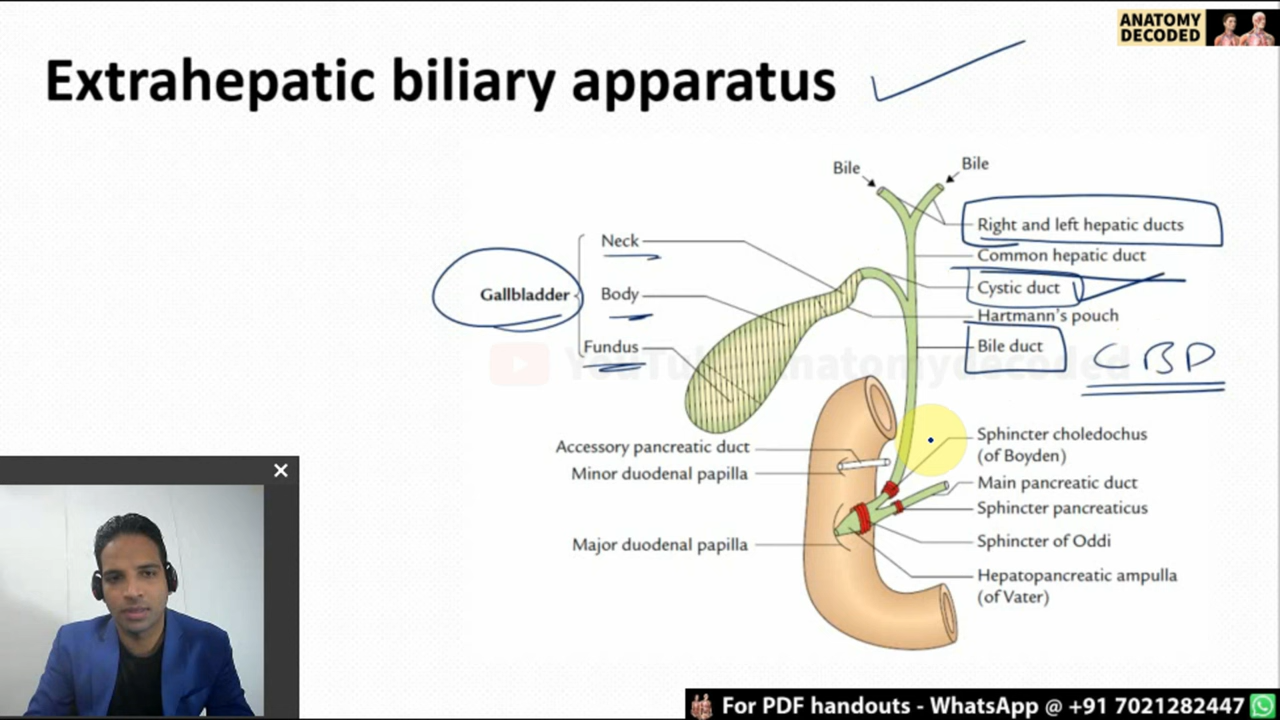 ANATOMY
DECODED
Extrahepatic biliary apparatus
Bile
Bile
Right and left hepatic ducts
Neck
Common hepatic duct
Gallbladder
Body
Cystic duct
Hartmann's pouch
Fundus
Bile duct
CBD
YouTube Anatomydecoded
Sphincter choledochus
(of Boyden)
Accessory pancreatic duct
Minor duodenal papilla
Main pancreatic duct
Sphincter pancreaticus
Major duodenal papilla
Sphincter of Oddi
Hepatopancreatic ampulla
(of Vater)
For PDF handouts - WhatsApp @ +91 7021282447